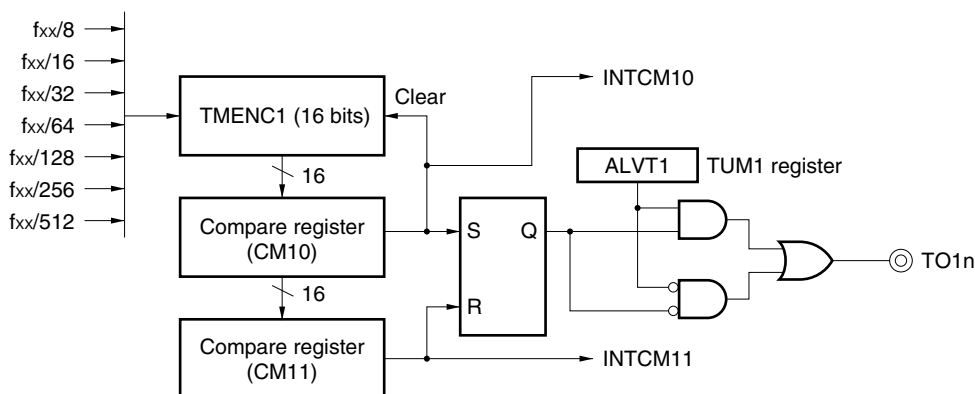 fxx/8
fxx/16
fxx/32
fxx/64
fxx/128
fxx/256
fxx/512
TMENC1 (16 bits)
Clear
INTCM10
16
ALVT1
TUM1 register
Compare register
(CM10)
S
Q
R
TO1n
16
Compare register
(CM11)
INTCM11